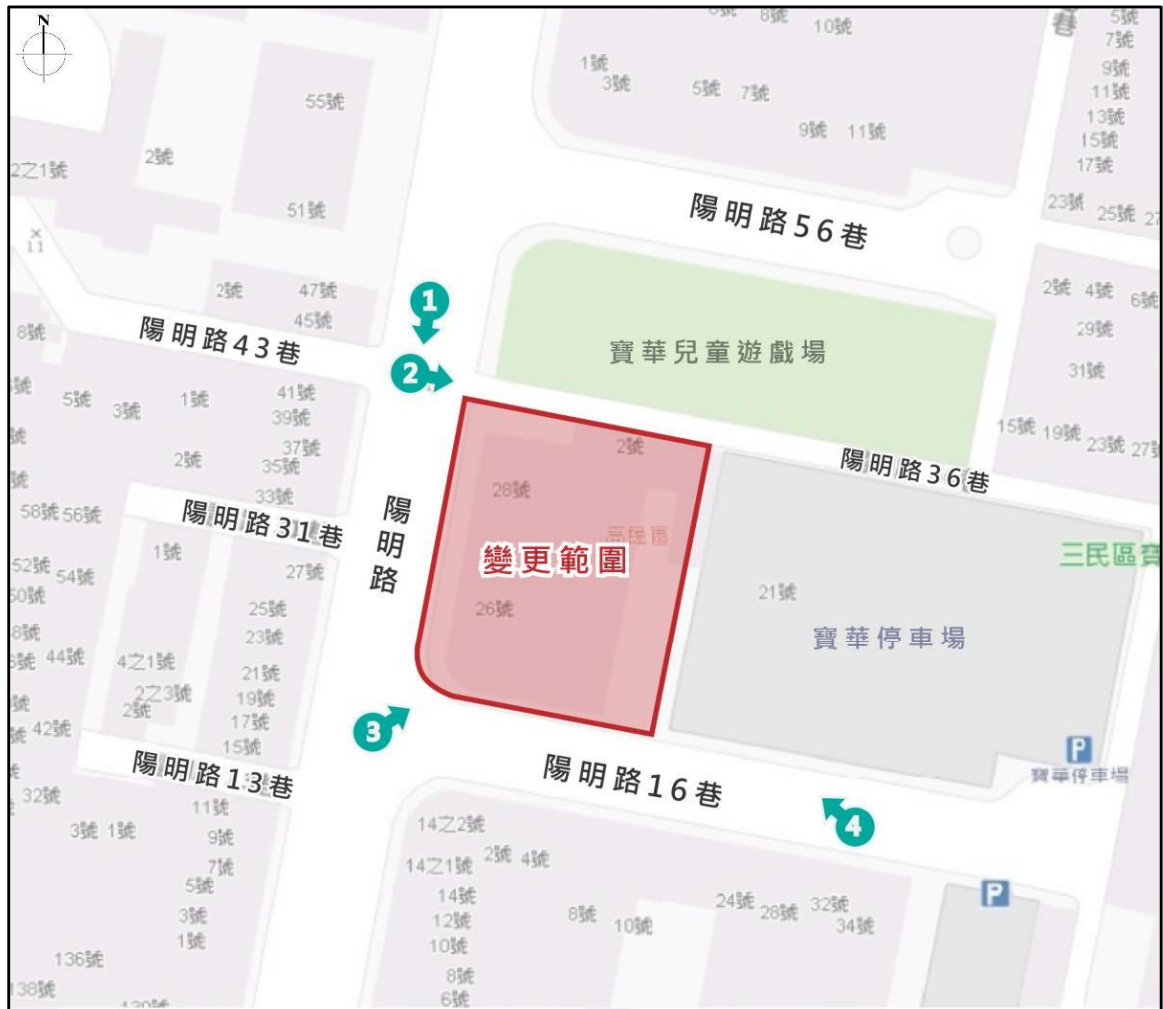 N
8號
10號
5號
7號
9號
11號
13號
15號
17號
1號
3號
5號
7號
9號
11號
55號
2號
2之1號
51號
陽明路56巷
23號
25號
11
2號
47號
45號
1
2
陽明路43巷
寶華兒童遊戲場
2號
4號
6號
29號
31號
8號
41號
39號
37號
35號
33號
5號
3號
1號
2號
15號
19號
23號
陽明路36巷
2號
28號
變更範圍
26號
陽明路
陽明路31巷
58號
56號
54號
1號
27號
25號
23號
21號
19號
17號
15號
44號
4之1號
2之3號
2號
42號
21號
寶華停車場
三民區
P
寶華停車場
3
陽明路13巷
陽明路16巷
4
32號
3號
1號
11號
9號
7號
5號
3號
1號
136號
14之2號
14之1號
14號
12號
10號
8號
6號
2號
4號
8號
10號
24號
28號
32號
34號
P